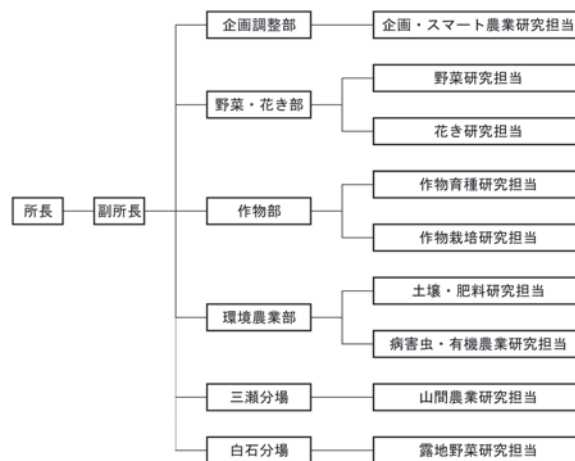 企画調整部
企画・スマート農業研究担当
野菜・花き部
野菜研究担当
花き研究担当
所長
副所長
作物部
作物育種研究担当
作物栽培研究担当
環境農業部
土壌・肥料研究担当
病害虫・有機農業研究担当
三瀬分場
山間農業研究担当
白石分場
露地野菜研究担当